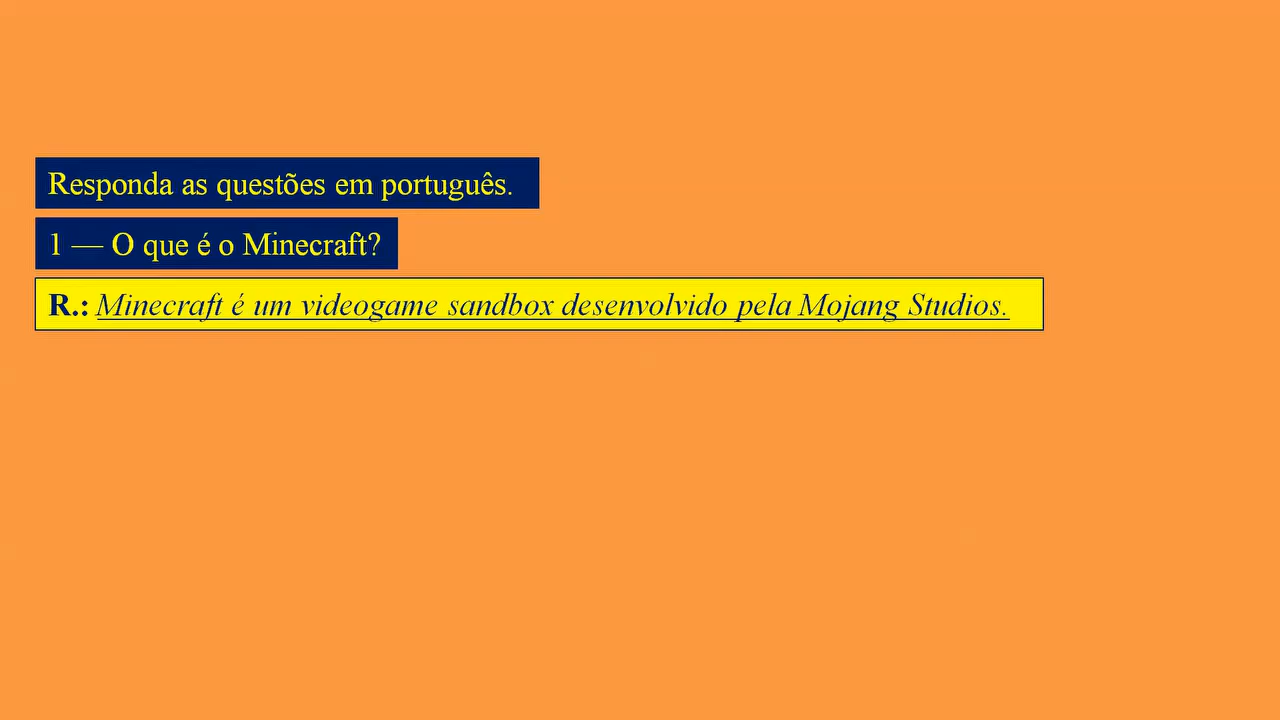 Responda as questões em português.
1 — O que é o Minecraft?
R.: Minecraft é um videogame sandbox desenvolvido pela Mojang Studios.